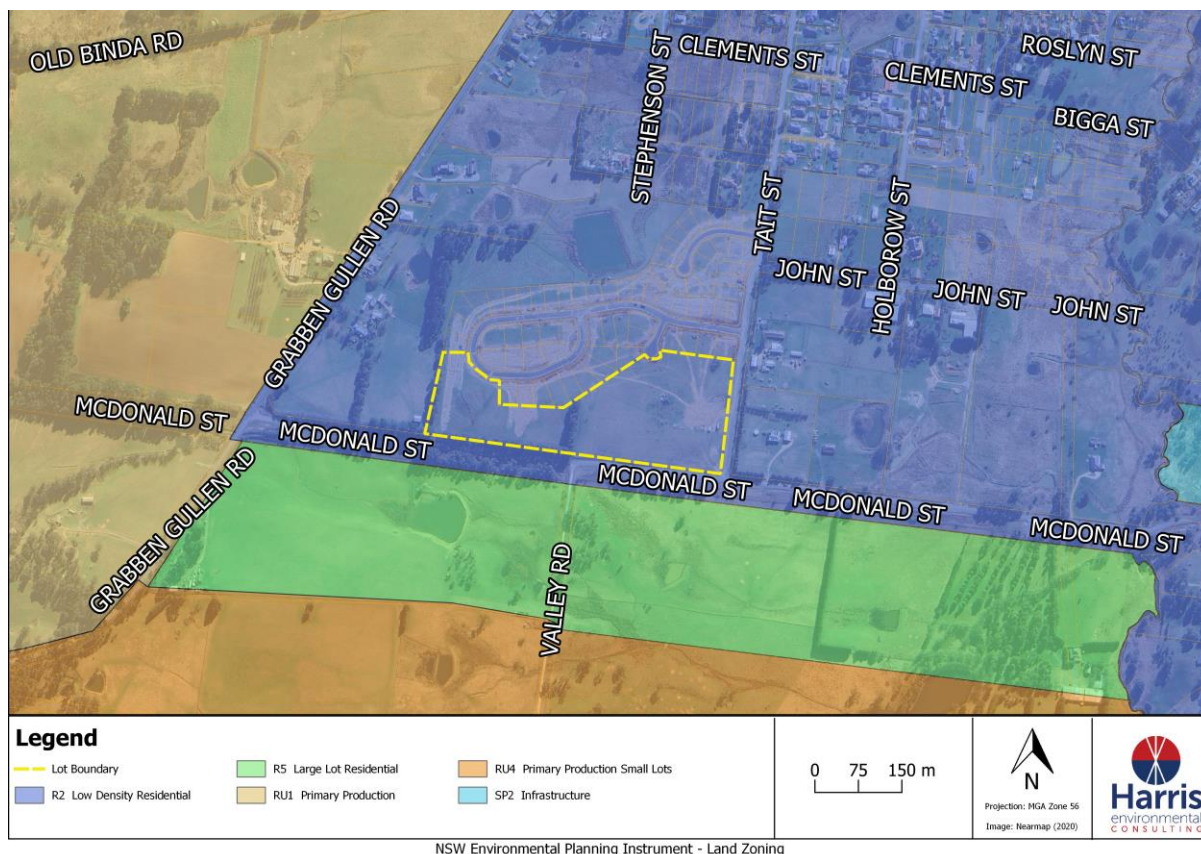 OLD BINDA RD
STEPHENSON ST
CLEMENTS ST
ROSLYN ST
CLEMENTS ST
BIGGA ST
GRABBEN GULLEN RD
TAIT ST
HOLBOROW ST
JOHN ST
JOHN ST
JOHN ST
MCDONALD ST
MCDONALD ST
MCDONALD ST
MCDONALD ST
MCDONALD ST
GRABBEN GULLEN RD
VALLEY RD
Legend
Lot Boundary
R2 Low Density Residential
R5 Large Lot Residential
RU1 Primary Production
RU4 Primary Production Small Lots
SP2 Infrastructure
0 75 150 m
N
Projection: MGA Zone 56
Image: Nearmap (2020)
Harris
environmental
CONSULTING
NSW Environmental Planning Instrument - Land Zoning